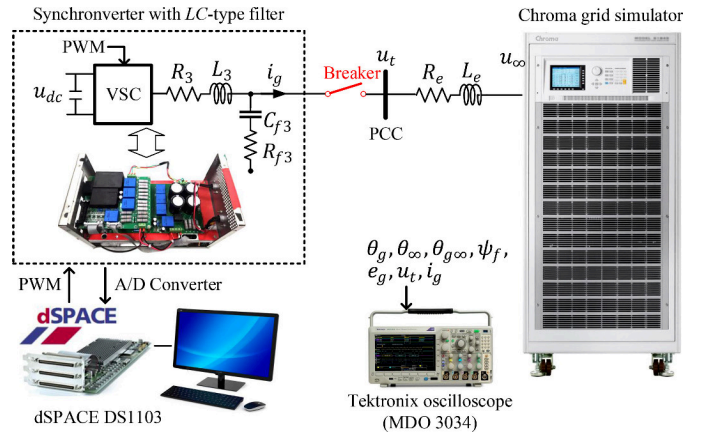 Synchronverter with LC-type filter
Chroma grid simulator
PWM
VSC
u_dc
R_3
L_3
i_g
C_f3
R_f3
Breaker
u_t
PCC
R_e
L_e
u_∞
Chroma
PWM
A/D Converter
dSPACE
dSPACE DS1103
θ_g, θ_∞, θ_g∞, ψ_f,
e_g, u_t, i_g
Tektronix oscilloscope
(MDO 3034)